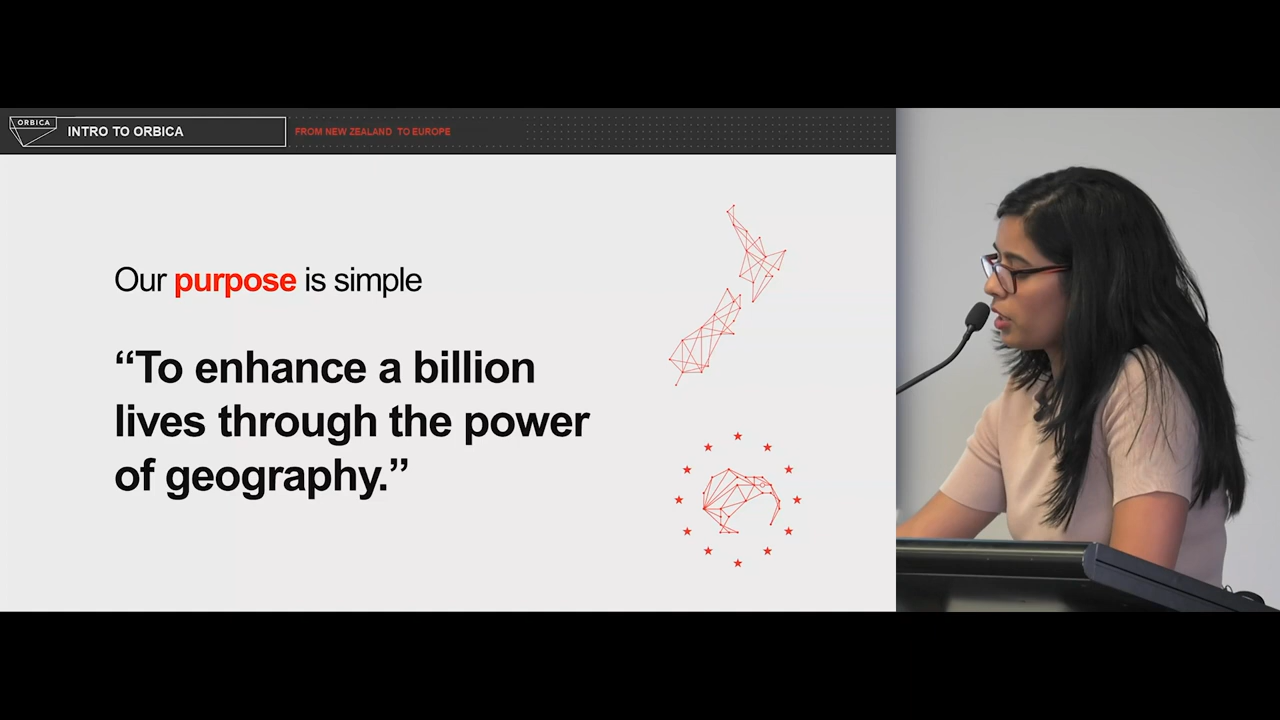 ORBICA
INTRO TO ORBICA
FROM NEW ZEALAND TO EUROPE
Our purpose is simple
“To enhance a billion
lives through the power
of geography.”